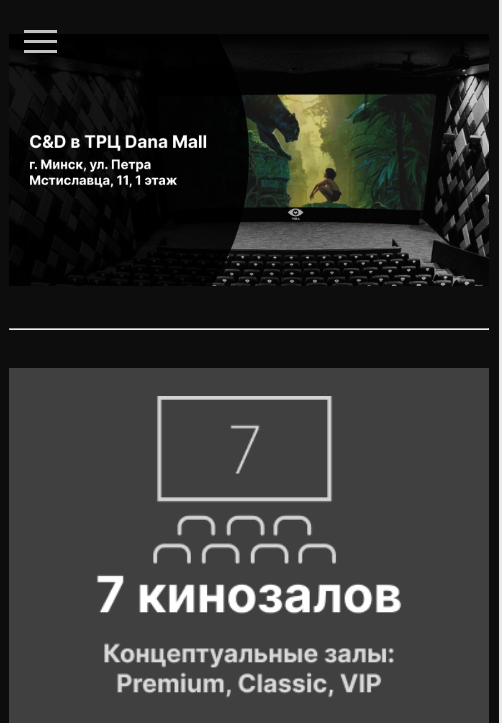 C&D в ТРЦ Dana Mall
г. Минск, ул. Петра
Мстиславца, 11, 1 этаж
7
7 кинозалов
Концептуальные залы:
Premium, Classic, VIP